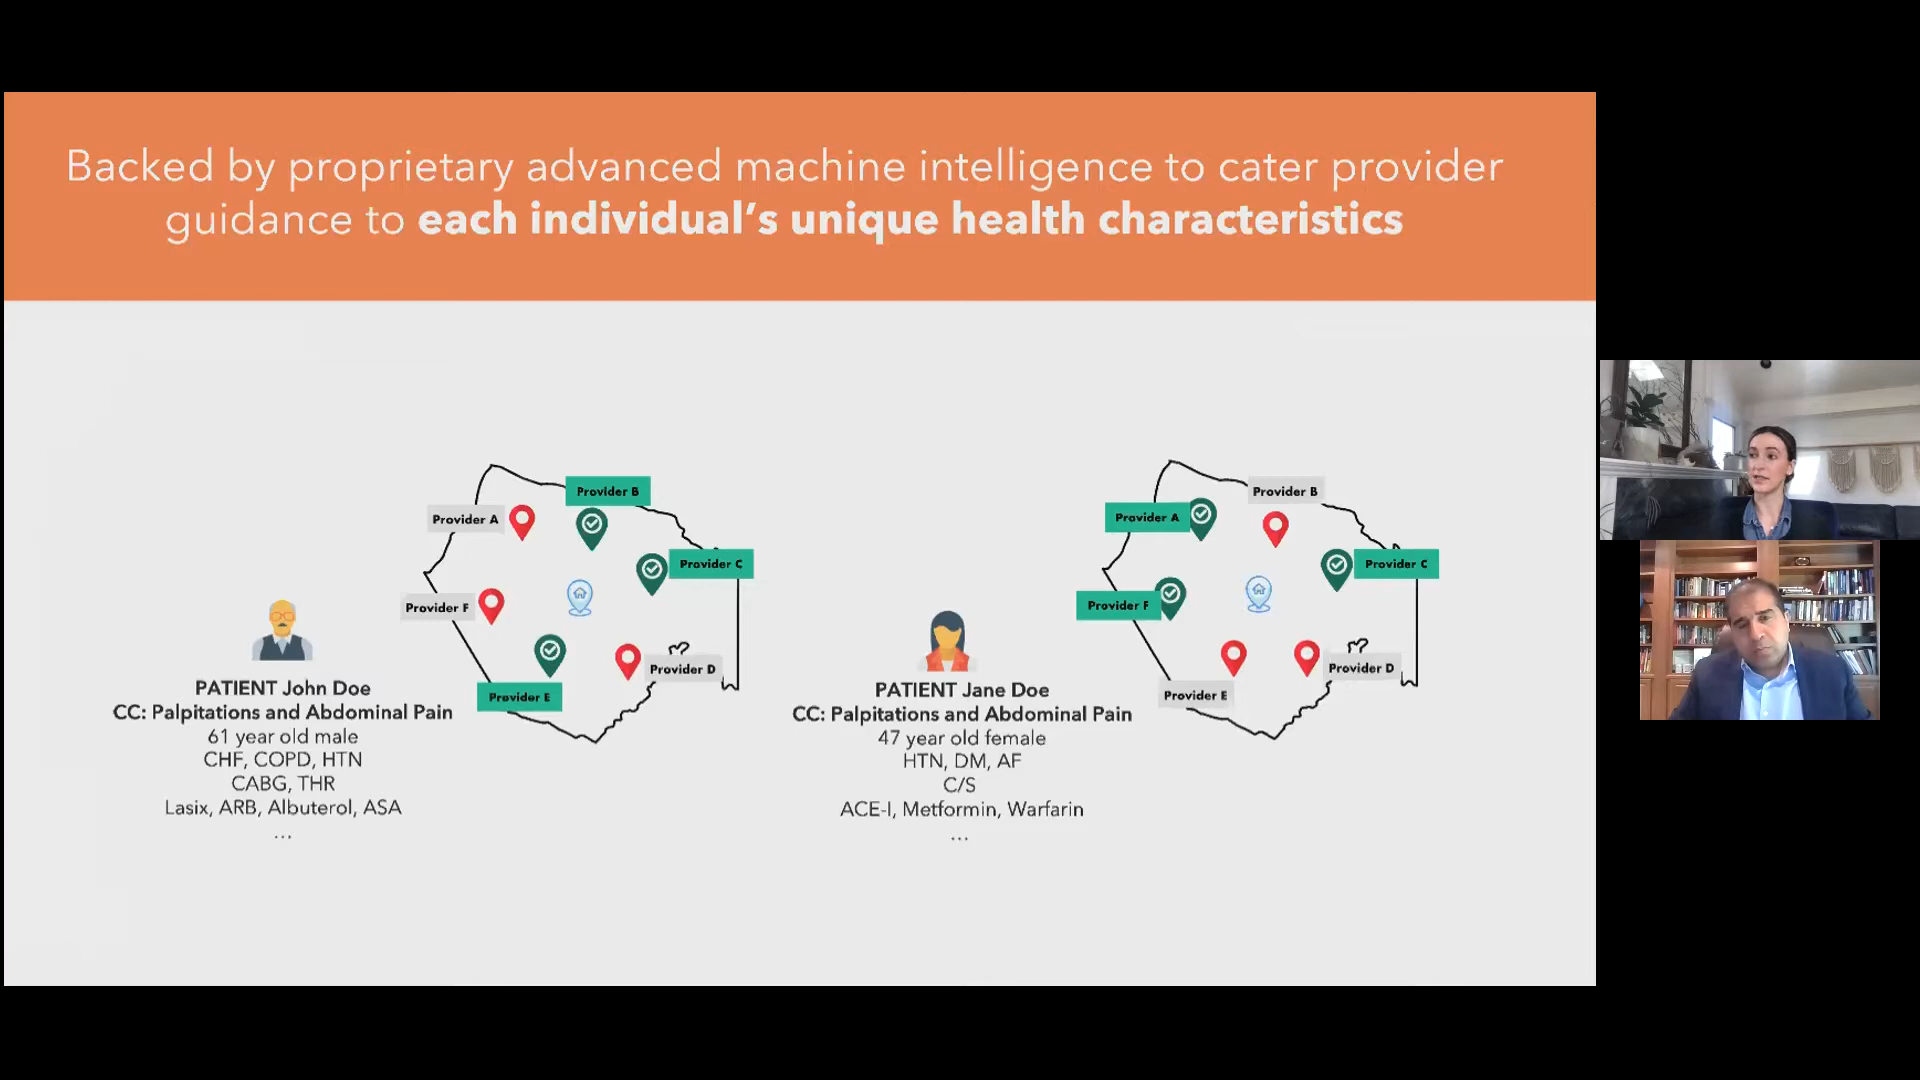 Backed by proprietary advanced machine intelligence to cater provider
guidance to each individual's unique health characteristics
Provider B
Provider A
Provider C
Provider F
Provider D
Provider E
PATIENT John Doe
CC: Palpitations and Abdominal Pain
61 year old male
CHF, COPD, HTN
CABG, THR
Lasix, ARB, Albuterol, ASA
...
Provider B
Provider A
Provider C
Provider F
Provider D
Provider E
PATIENT Jane Doe
CC: Palpitations and Abdominal Pain
47 year old female
HTN, DM, AF
C/S
ACE-I, Metformin, Warfarin
...